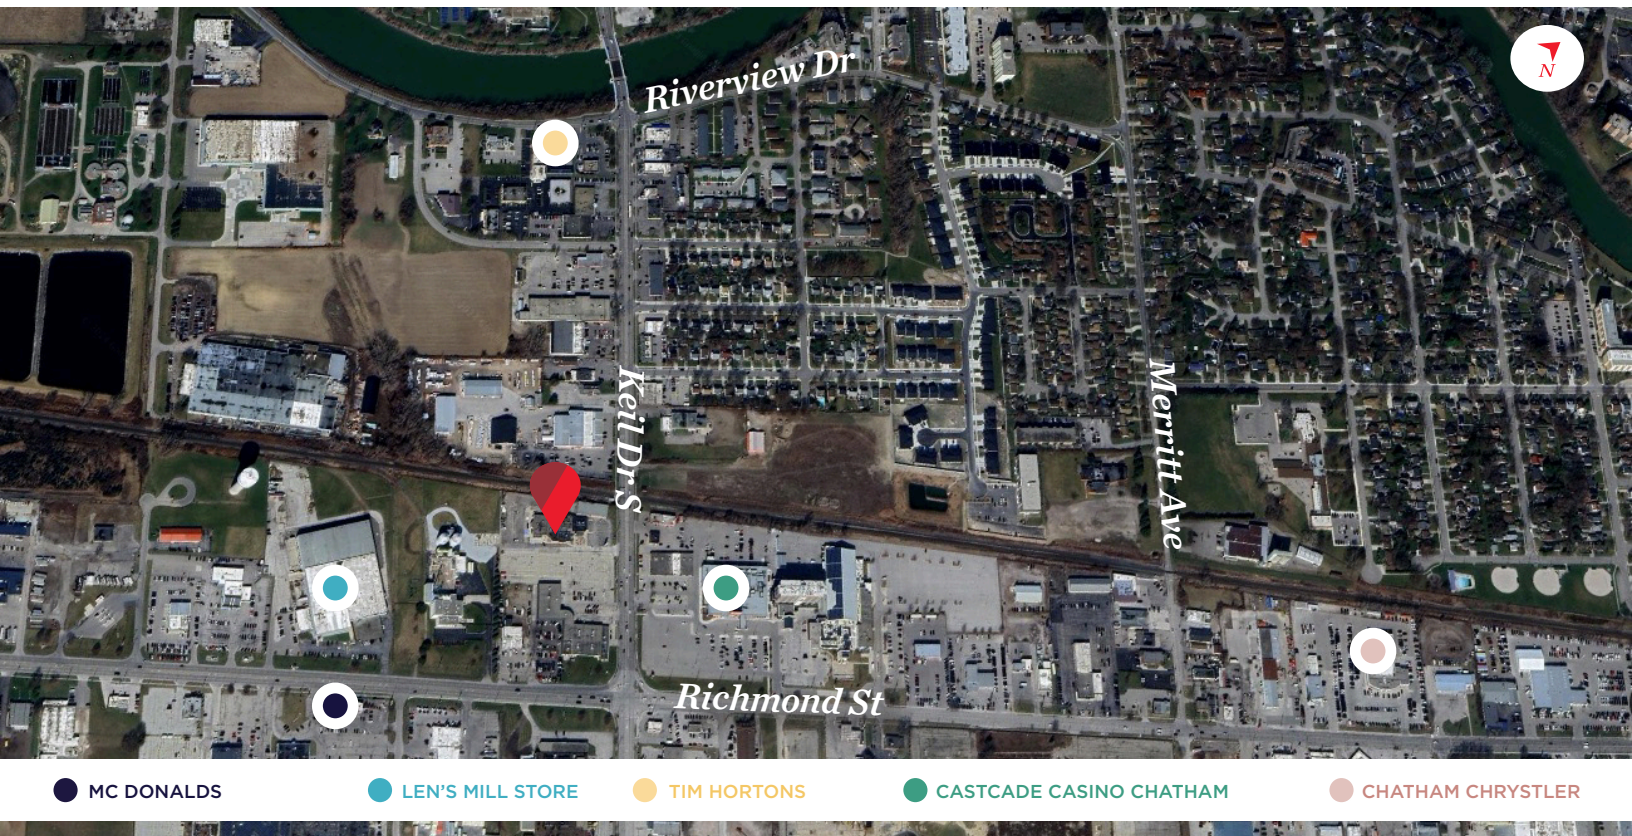 Riverview Dr
N
Keil Dr S
Merritt Ave
Richmond St
MC DONALDS
LEN'S MILL STORE
TIM HORTONS
CASTCADE CASINO CHATHAM
CHATHAM CHRYSTLER